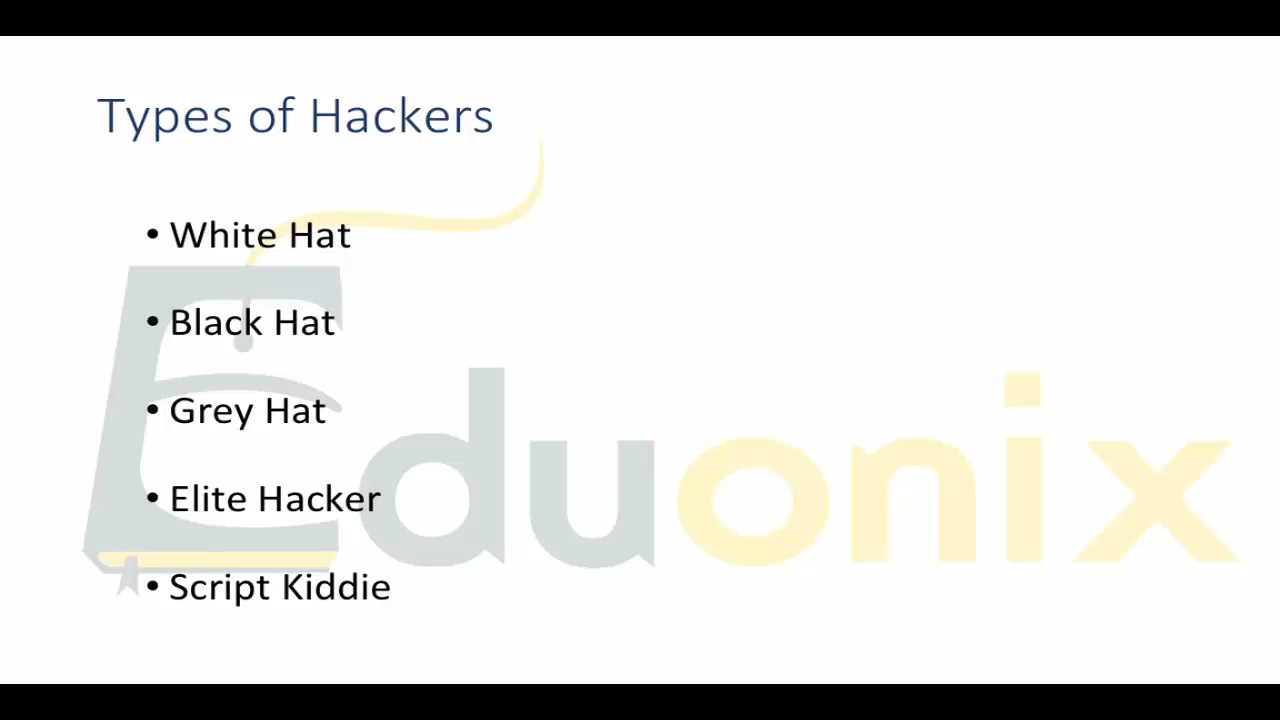 Types of Hackers
• White Hat
• Black Hat
• Grey Hat
• Elite Hacker
• Script Kiddie
Eduonix